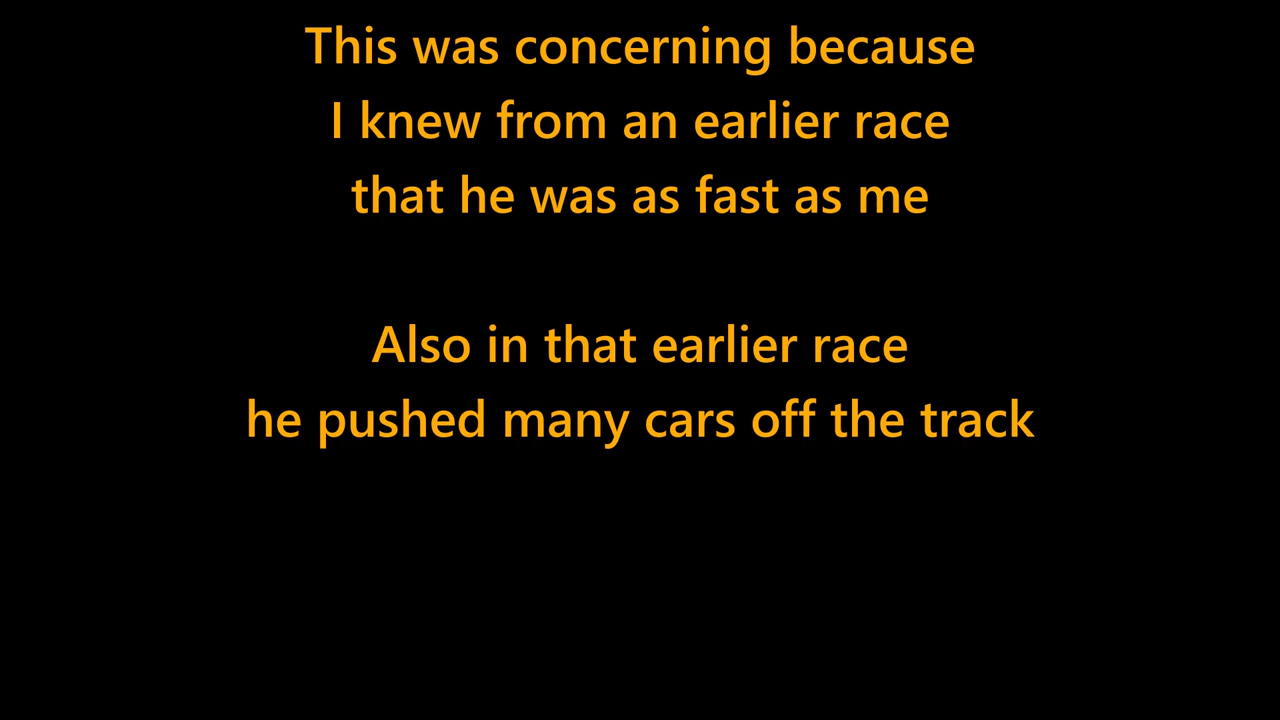 This was concerning because
I knew from an earlier race
that he was as fast as me
Also in that earlier race
he pushed many cars off the track